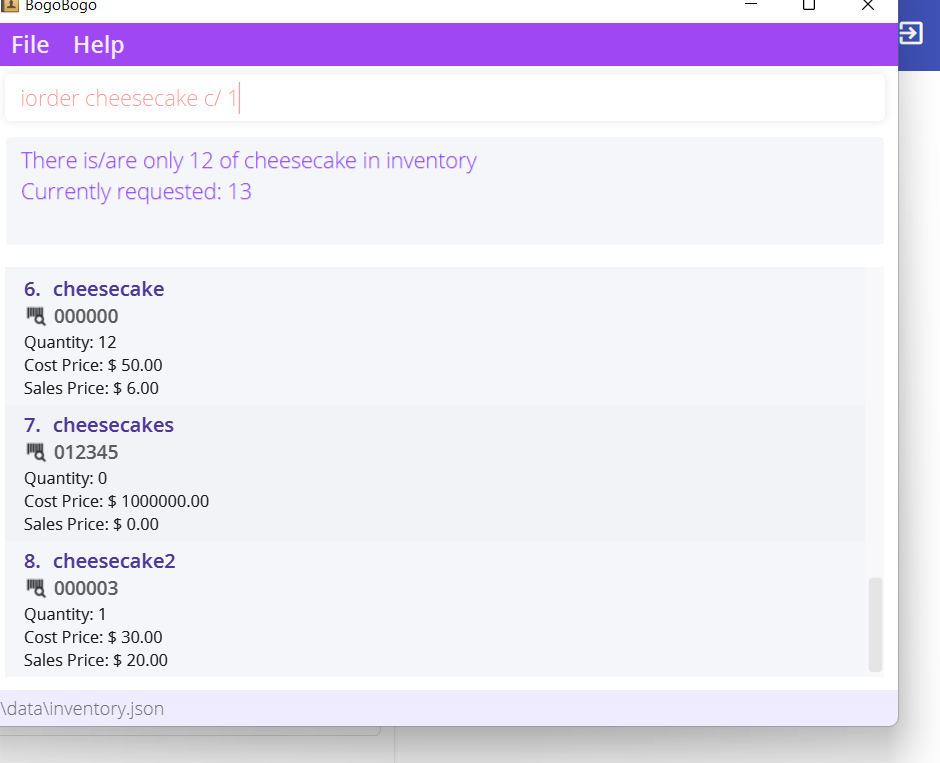 BogoBogo
File Help
iorder cheesecake c/ 1
There is/are only 12 of cheesecake in inventory
Currently requested: 13
6. cheesecake
000000
Quantity: 12
Cost Price: $ 50.00
Sales Price: $ 6.00
7. cheesecakes
012345
Quantity: 0
Cost Price: $ 1000000.00
Sales Price: $ 0.00
8. cheesecake2
000003
Quantity: 1
Cost Price: $ 30.00
Sales Price: $ 20.00
\data\inventory.json